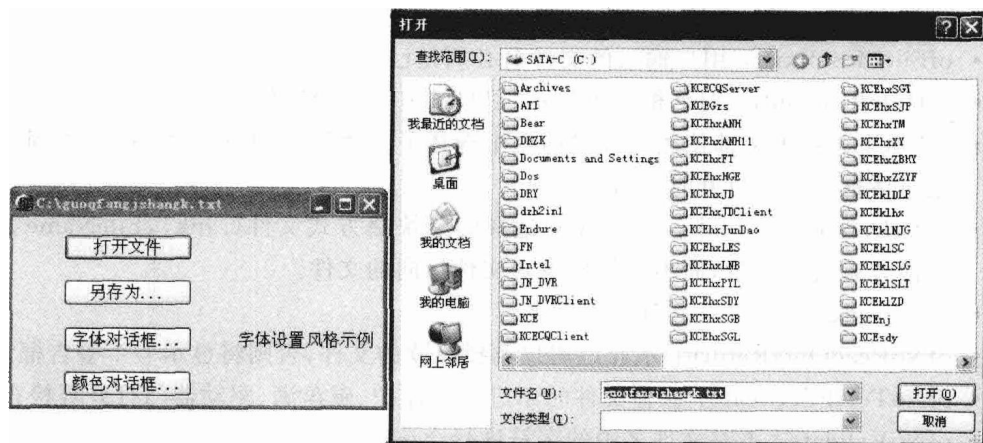 C:\guoqfangjshangk.txt
打开文件
另存为...
字体对话框...
字体设置风格示例
颜色对话框...
打开
查找范围(I):
SATA-C (C:)
我最近的文档
桌面
我的文档
我的电脑
网上邻居
Archives
ATI
Bear
DKZK
Documents and Settings
Dos
DRY
dzh2in1
Endure
FN
Intel
JN_DVR
JN_DVRClient
KCE
KCECQClient
KCECQServer
KCEGrs
KCEhxANH
KCEhxANH11
KCEhxFT
KCEhxHGE
KCEhxJD
KCEhxJDClient
KCEhxJunDao
KCEhxLES
KCEhxLNB
KCEhxPYL
KCEhxSDY
KCEhxSGB
KCEhxSGL
KCEhxSGT
KCEhxSJP
KCEhxTM
KCEhxXY
KCEhxZBHY
KCEhxZZYF
KCEklDLP
KCEklhx
KCEklNJG
KCEklSC
KCEklSLG
KCEklSLT
KCEklZD
KCEnj
KCEsdy
文件名(N):
guoqfangjshangk.txt
打开(O)
文件类型(T):
取消